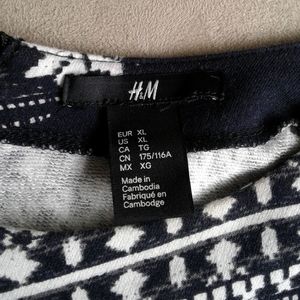 H&M
EUR XL
US XL
CA TG
CN 175/116A
MX XG
Made in
Cambodia
Fabriqué en
Cambodge